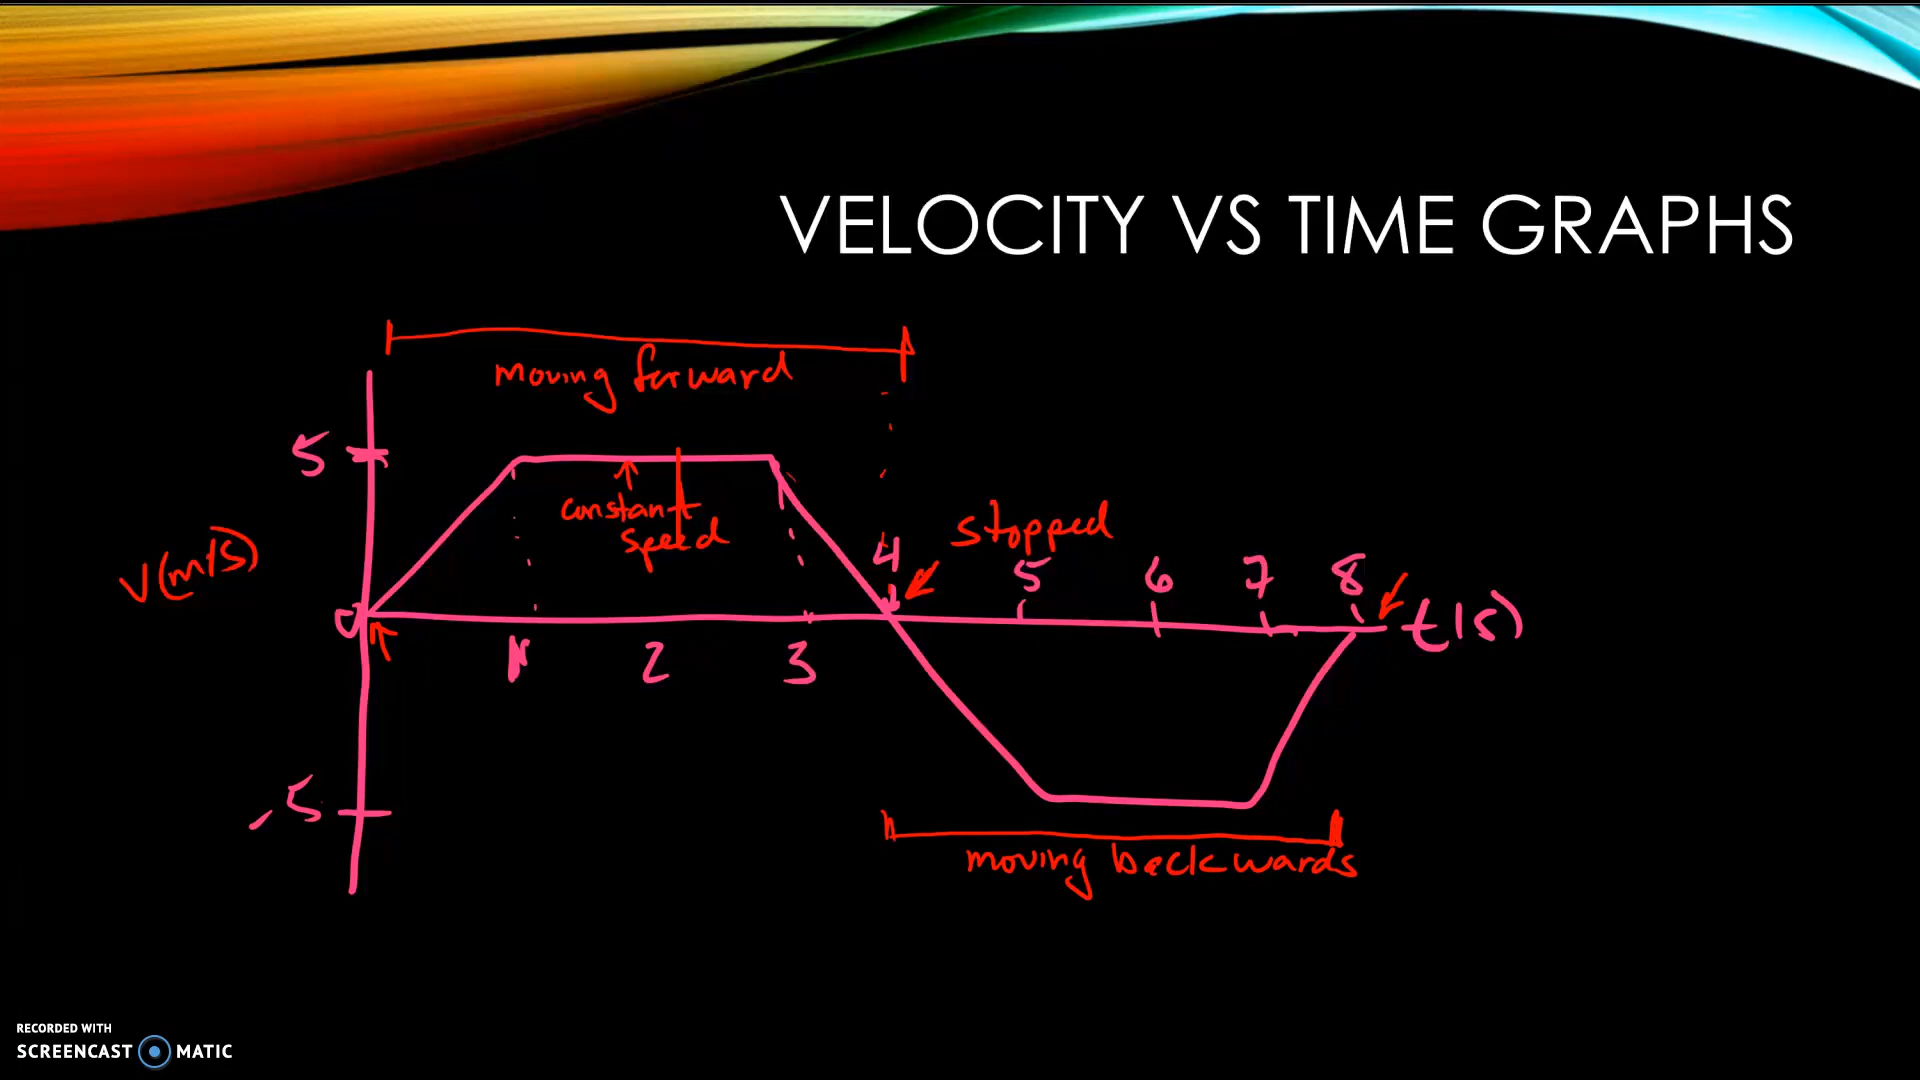 VELOCITY VS TIME GRAPHS
moving forward
5
constant
speed
stopped
V(m/s)
4
5
6
7
8
t(s)
0
1
2
3
-5
moving backwards
RECORDED WITH
SCREENCAST MATIC